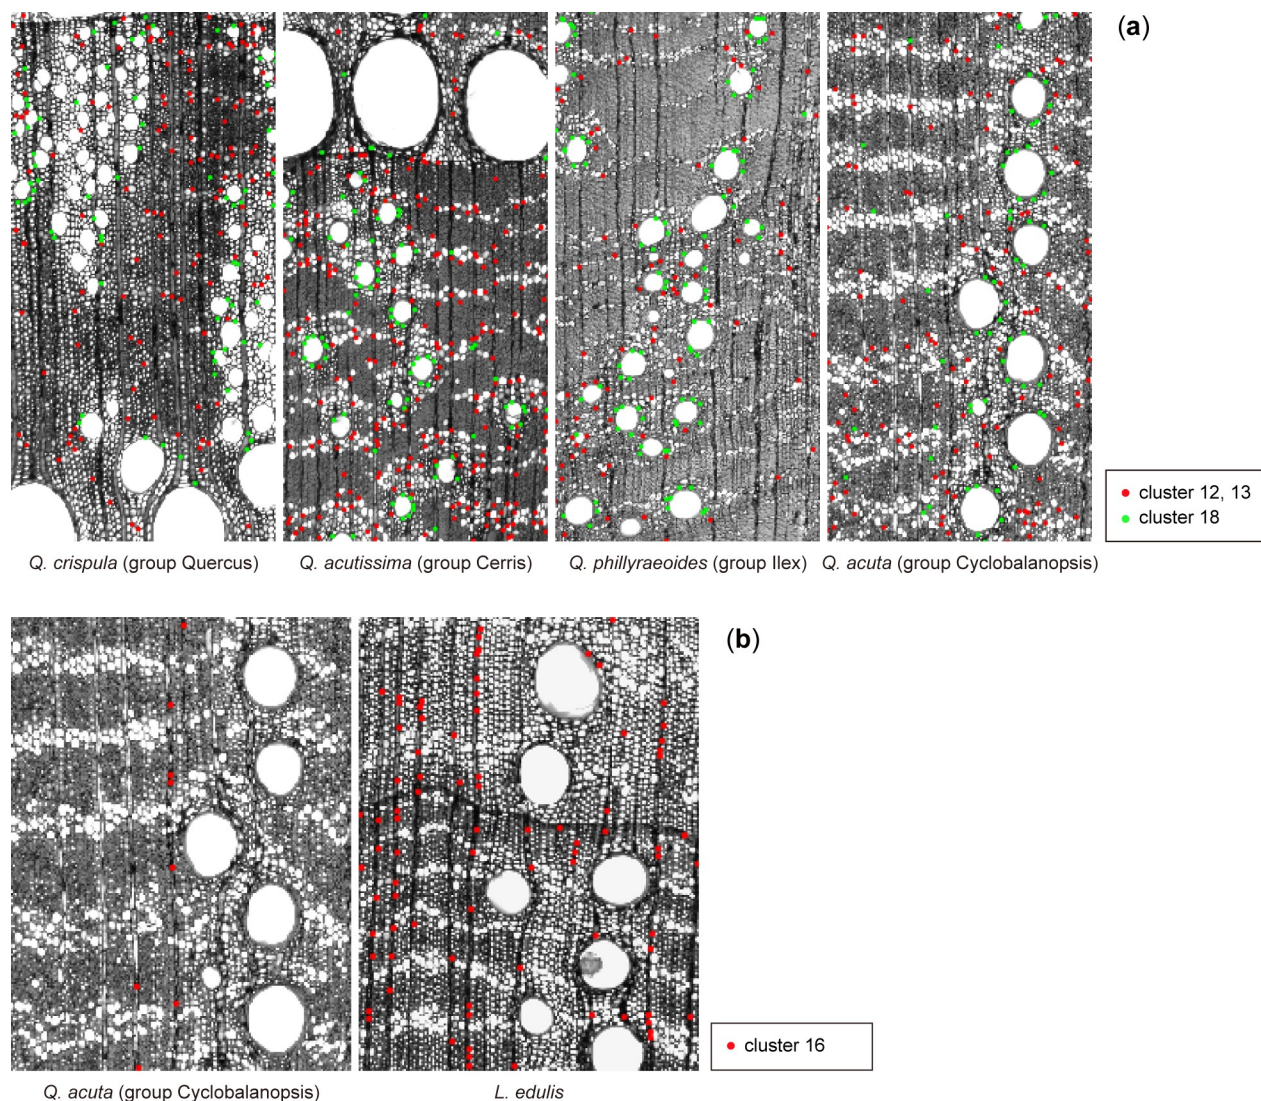 (a)
cluster 12, 13
cluster 18
Q. crispula (group Quercus)
Q. acutissima (group Cerris)
Q. phillyraeoides (group Ilex)
Q. acuta (group Cyclobalanopsis)
(b)
cluster 16
Q. acuta (group Cyclobalanopsis)
L. edulis